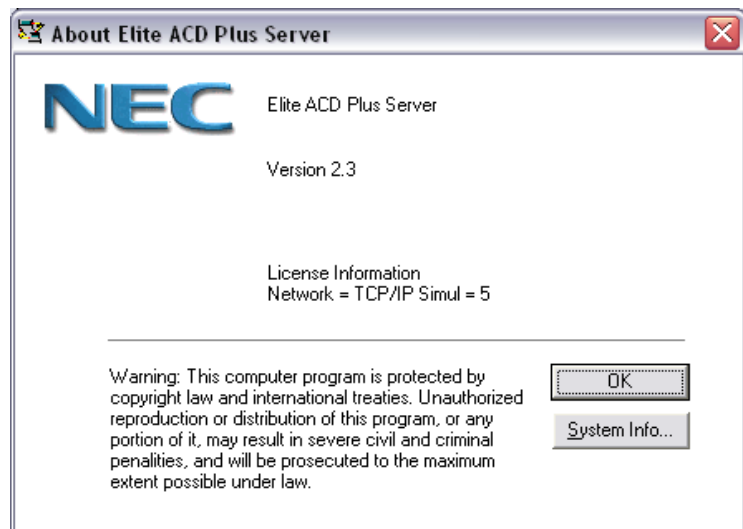 About Elite ACD Plus Server
NEC
Elite ACD Plus Server
Version 2.3
License Information
Network = TCP/IP Simul = 5
Warning: This computer program is protected by
copyright law and international treaties. Unauthorized
reproduction or distribution of this program, or any
portion of it, may result in severe civil and criminal
penalities, and will be prosecuted to the maximum
extent possible under law.
OK
System Info...